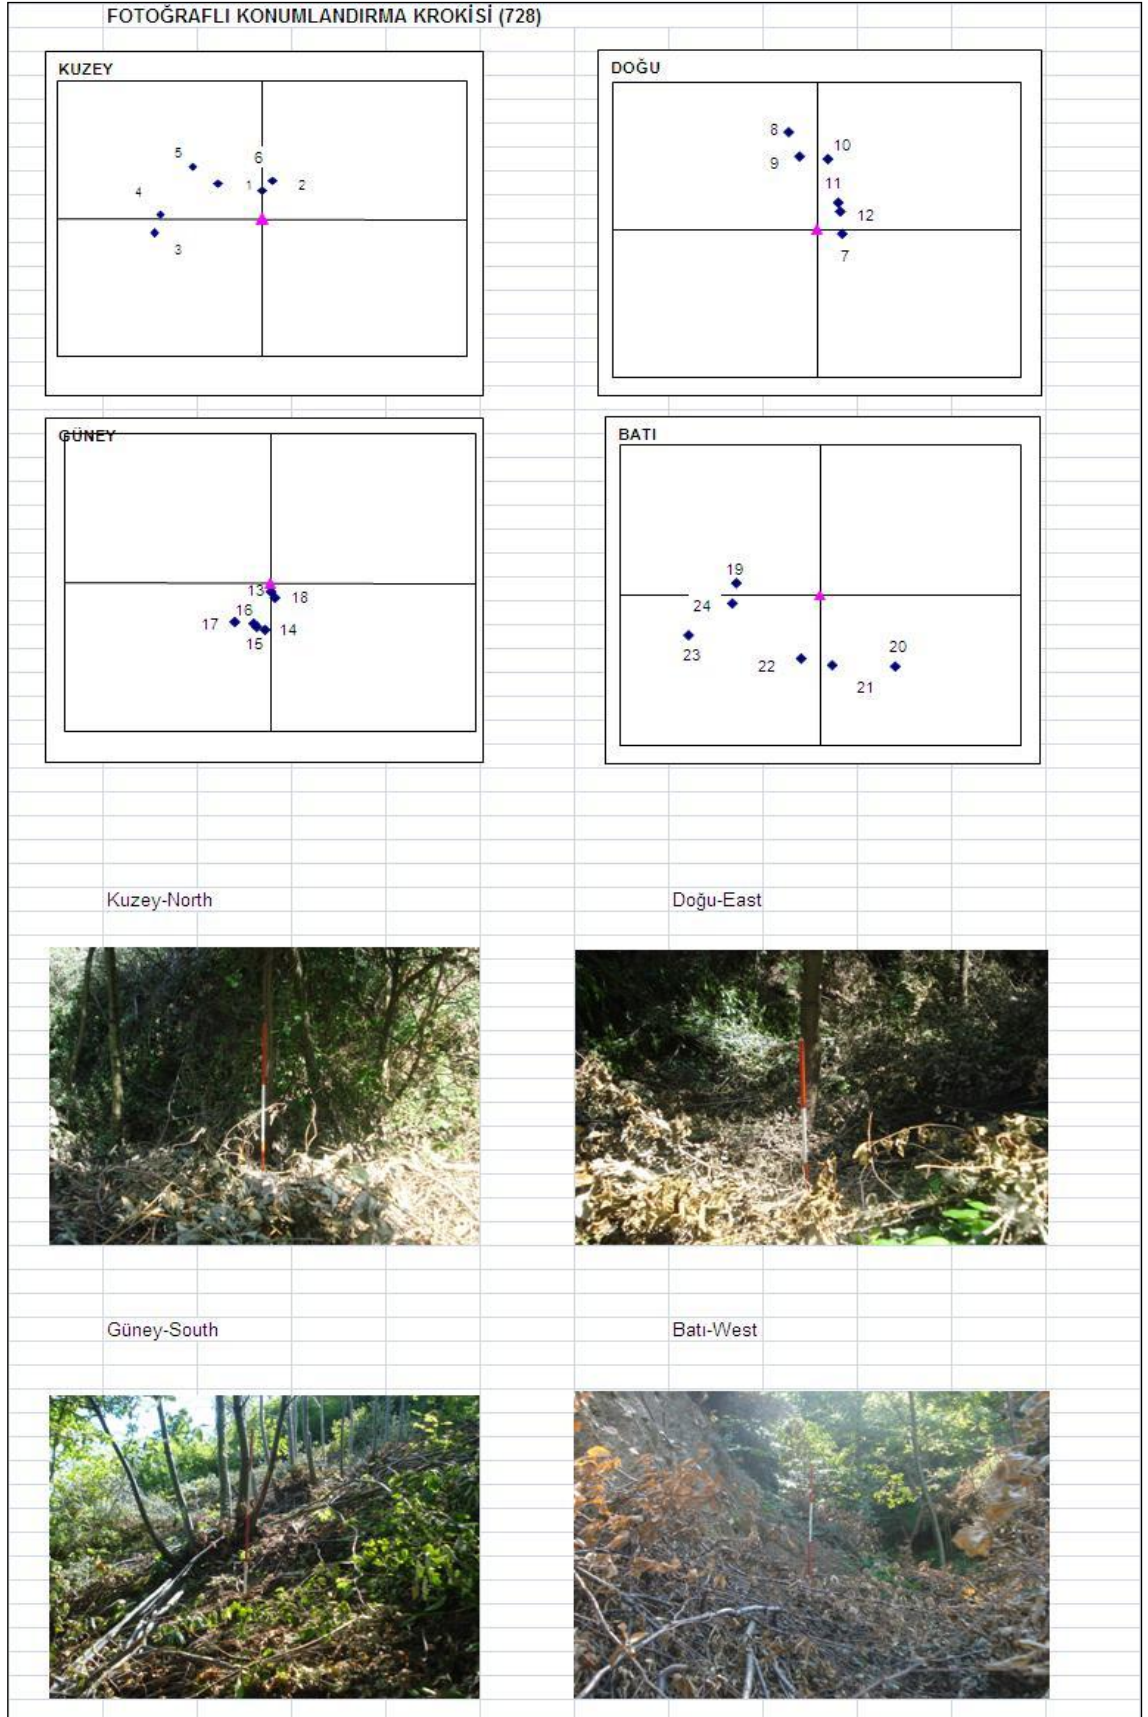 FOTOĞRAFLI KONUMLANDIRMA KROKİSİ (728)
KUZEY
5
6
1
2
4
3
DOĞU
8
10
9
11
12
7
GÜNEY
13
18
16
17
14
15
BATI
19
24
23
20
22
21
Kuzey-North
Doğu-East
Güney-South
Batı-West